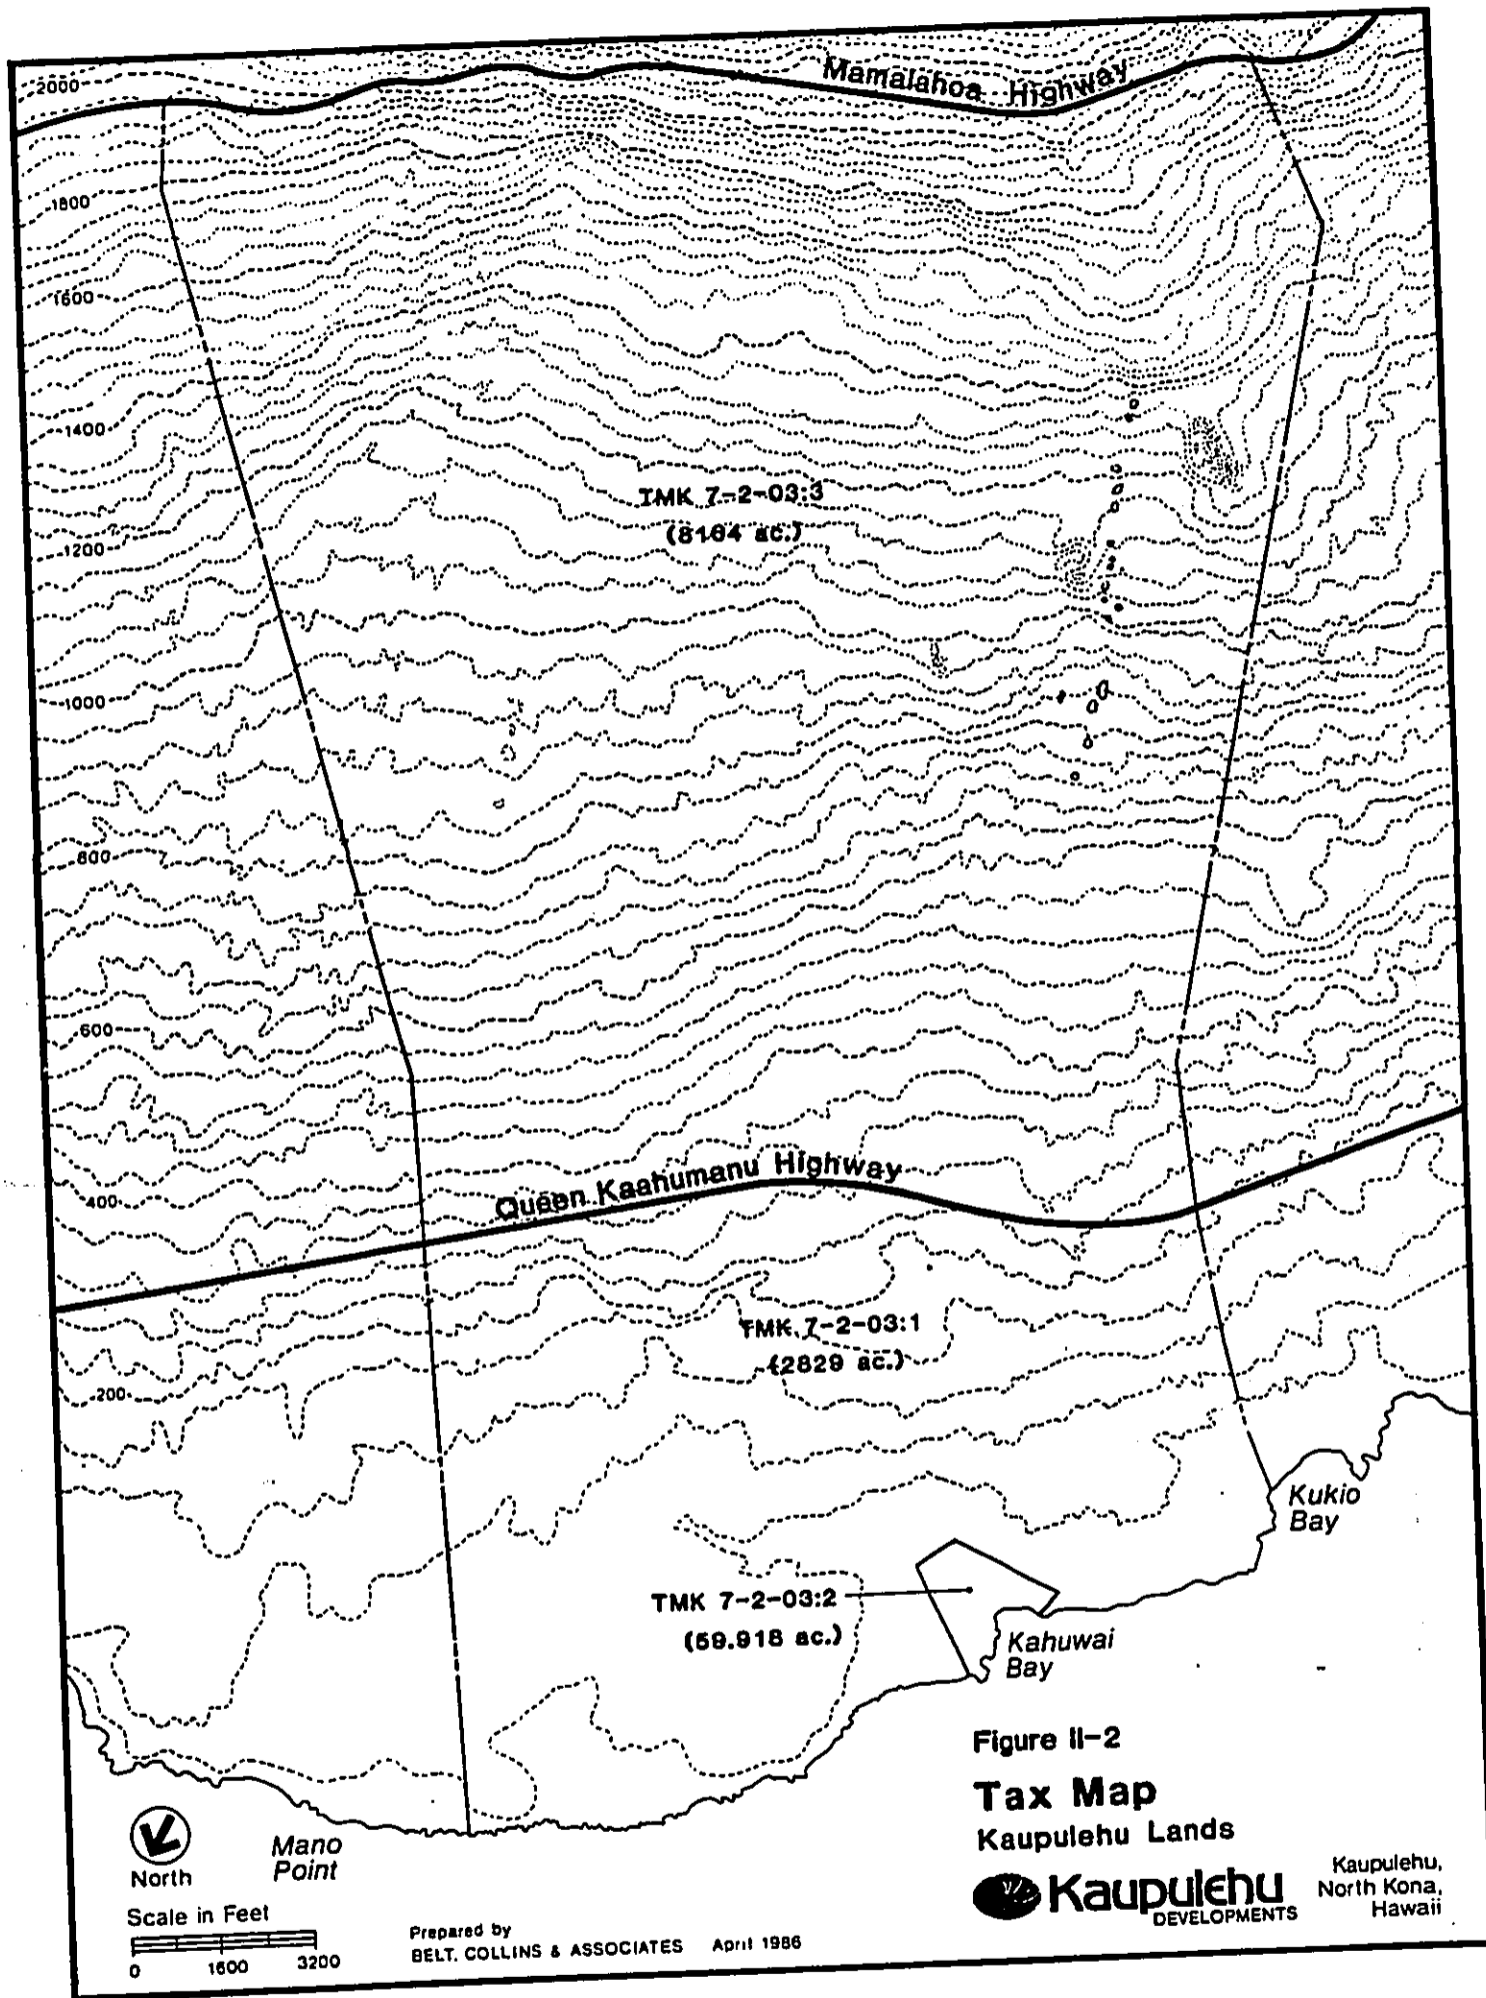 2000
Mamalahoa Highway
1800
1600
1400
TMK 7-2-03:3
(8164 ac.)
1200
1000
800
600
Queen Kaahumanu Highway
400
TMK 7-2-03:1
(2829 ac.)
200
Kukio
Bay
TMK 7-2-03:2
(59.918 ac.)
Kahuwai
Bay
Figure II-2
Tax Map
Kaupulehu Lands
Kaupulehu
DEVELOPMENTS
Kaupulehu,
North Kona,
Hawaii
North
Mano
Point
Scale in Feet
0 1600 3200
Prepared by
BELT, COLLINS & ASSOCIATES April 1986